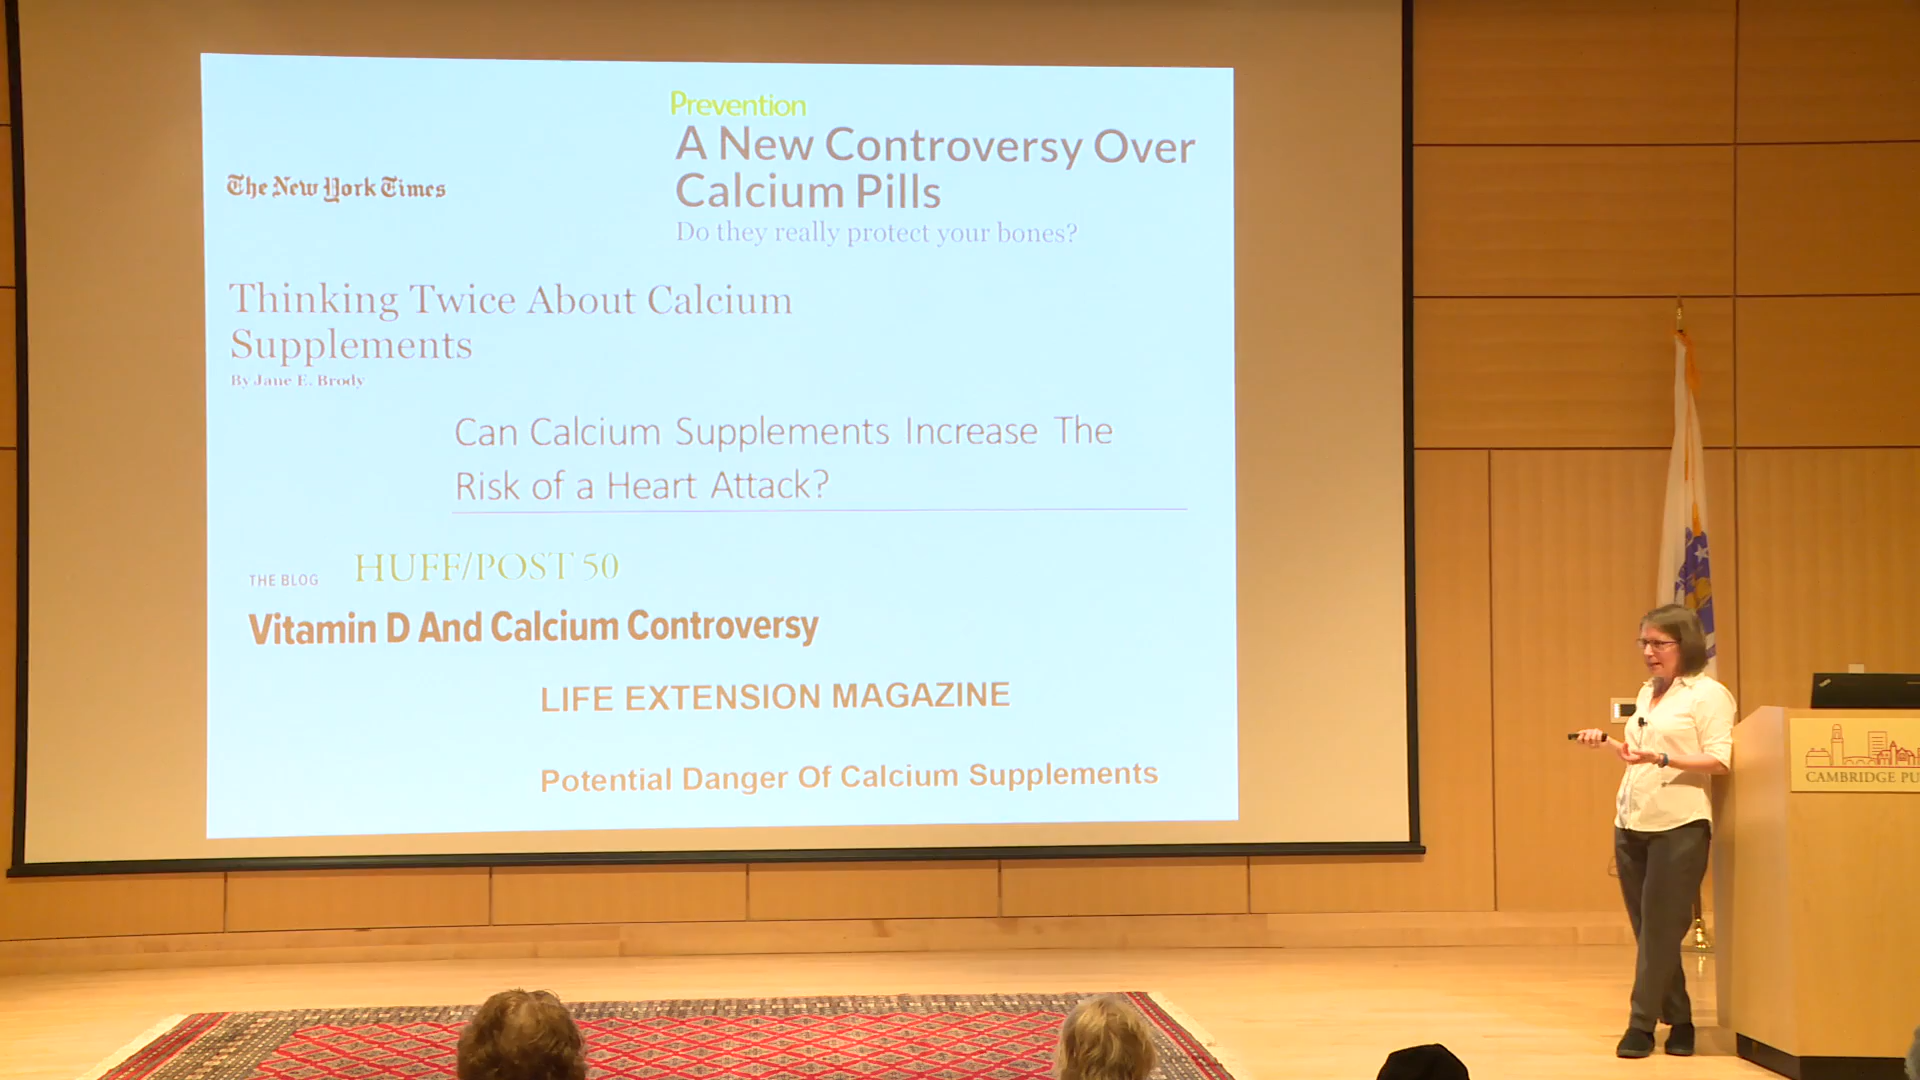 Prevention
A New Controversy Over
Calcium Pills
Do they really protect your bones?
The New York Times
Thinking Twice About Calcium
Supplements
By Jane E. Brody
Can Calcium Supplements Increase The
Risk of a Heart Attack?
THE BLOG HUFF/POST 50
Vitamin D And Calcium Controversy
LIFE EXTENSION MAGAZINE
Potential Danger Of Calcium Supplements
CAMBRIDGE PU